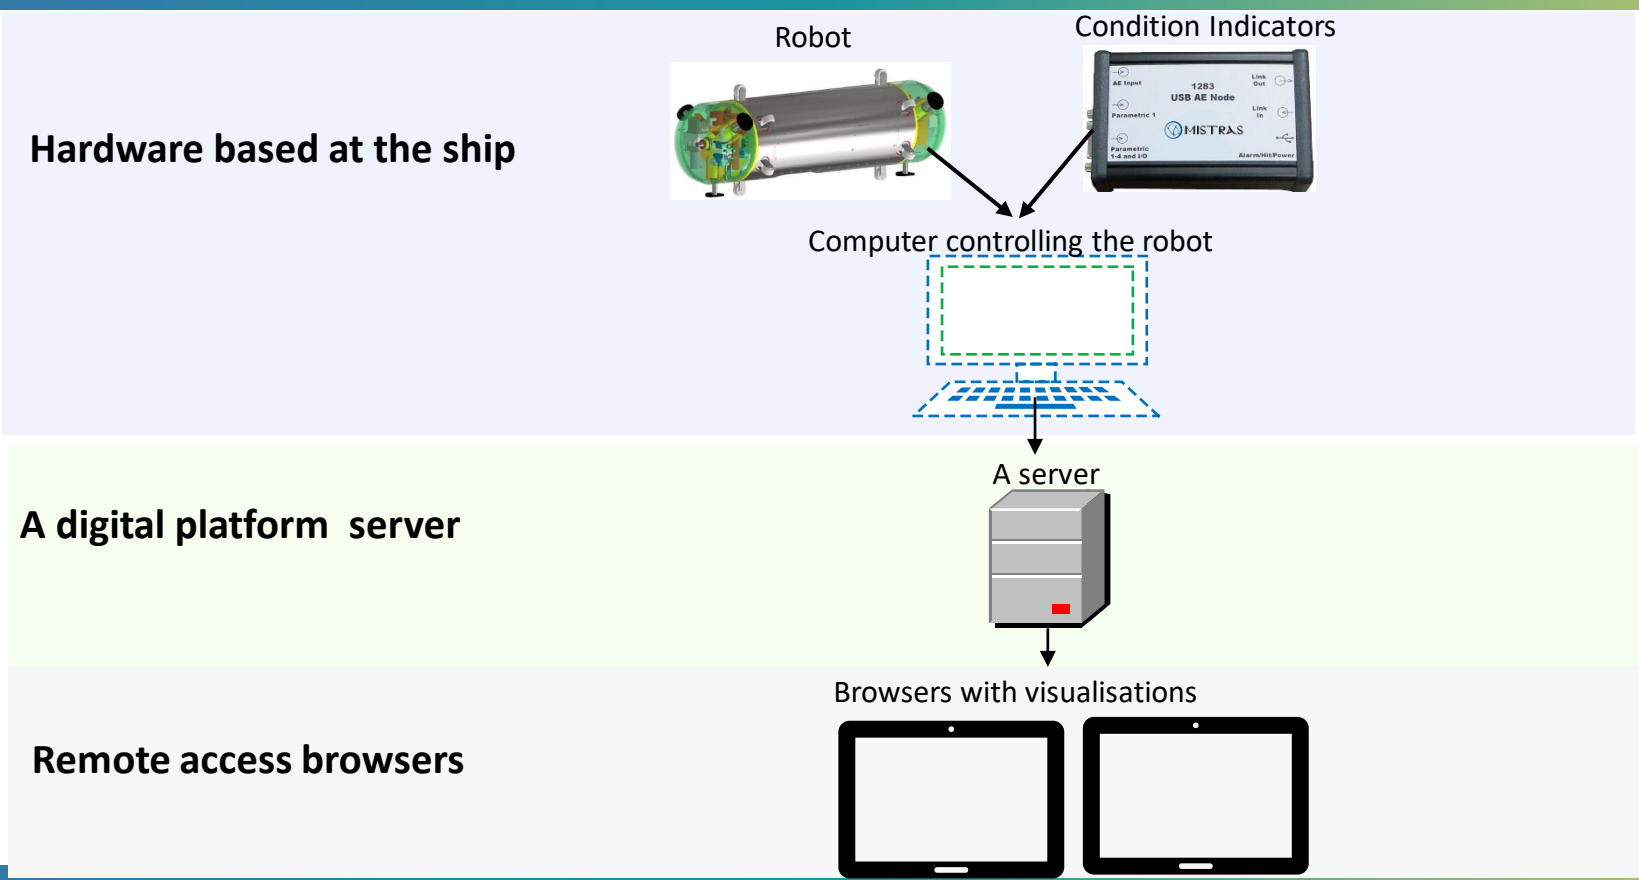 Robot
Condition Indicators
AE Input
1283
USB AE Node
Link
Out
Parametric 1
Link
In
MISTRAS
Parametric
1-4 and I/O
Alarm/Hit/Power
Hardware based at the ship
Computer controlling the robot
A server
A digital platform  server
Browsers with visualisations
Remote access browsers